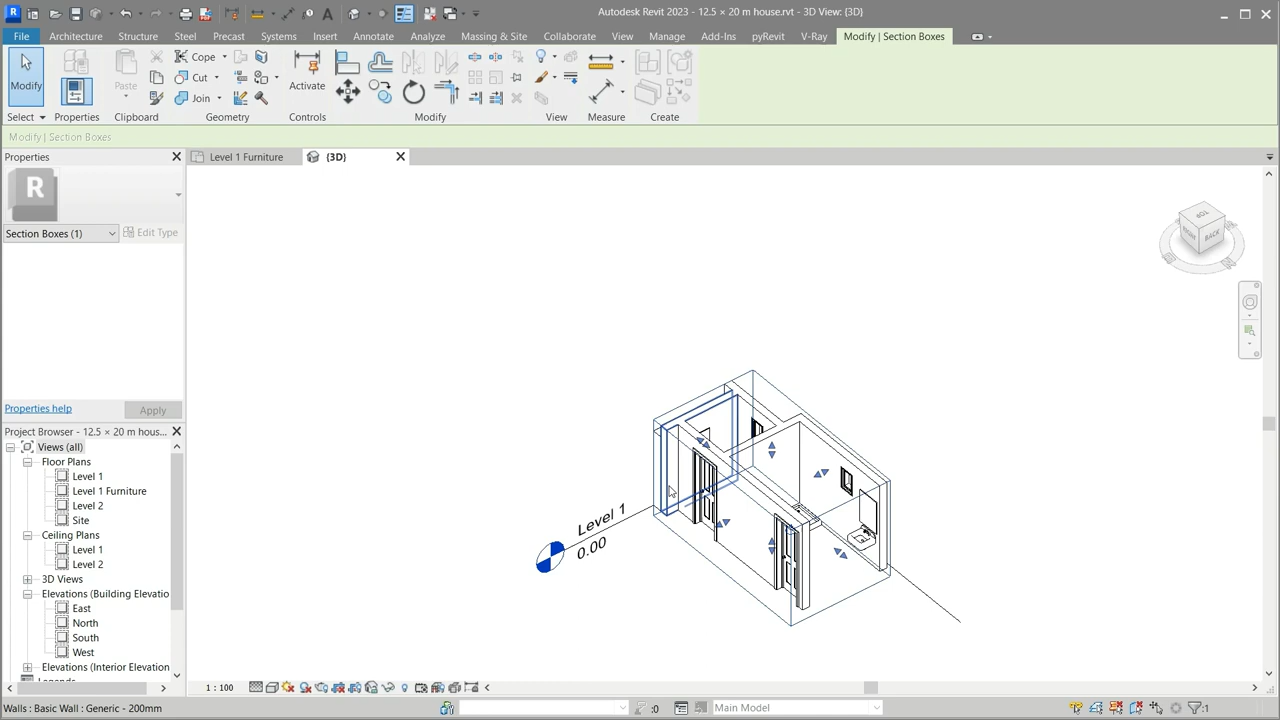 Autodesk Revit 2023 - 12.5 × 20 m house.rvt - 3D View: {3D}
File Architecture Structure Steel Precast Systems Insert Annotate Analyze Massing & Site Collaborate View Manage Add-Ins pyRevit V-Ray Modify | Section Boxes
Modify Paste Cope Cut Join Activate
Select Properties Clipboard Geometry Controls Modify View Measure Create
Modify | Section Boxes
Properties
Level 1 Furniture
{3D}
R
Section Boxes (1)
Edit Type
Properties help
Apply
Project Browser - 12.5 × 20 m hous...
Views (all)
Floor Plans
Level 1
Level 1 Furniture
Level 2
Site
Ceiling Plans
Level 1
Level 2
3D Views
Elevations (Building Elevatio
East
North
South
West
Elevations (Interior Elevation
TOP
BACK
Level 1
0.00
1 : 100
Walls : Basic Wall : Generic - 200mm
:0
Main Model
:1